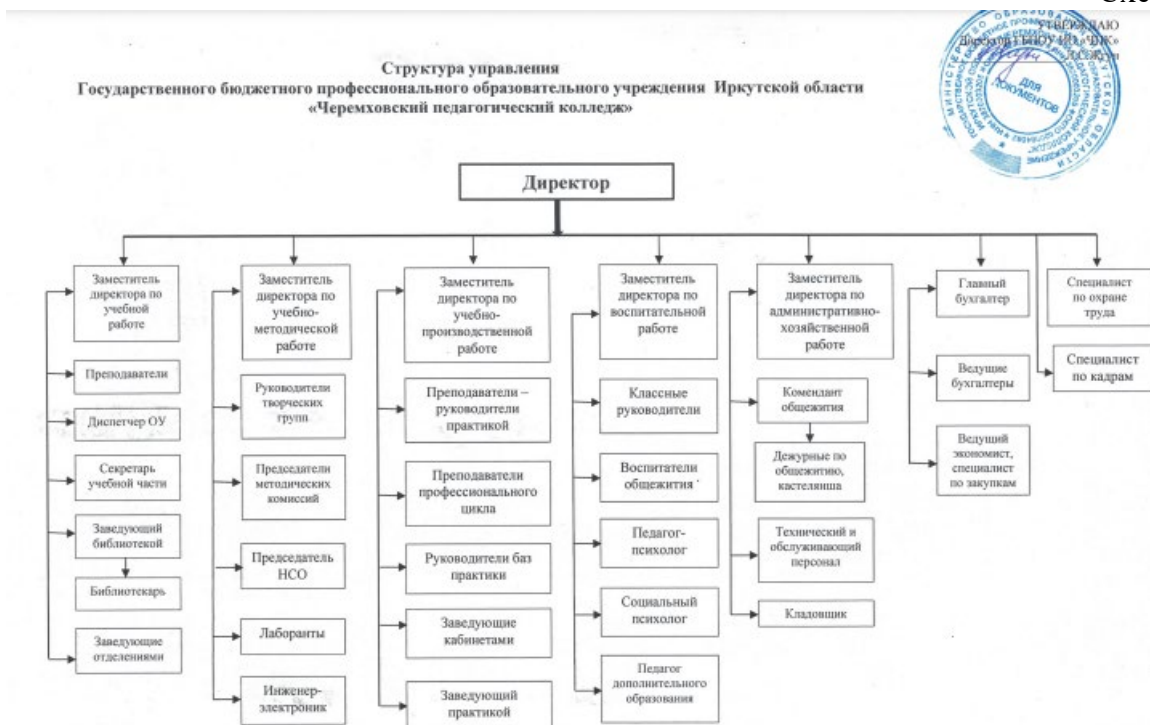 УТВЕРЖДАЮ
Структура управления
Государственного бюджетного профессионального образовательного учреждения Иркутской области
«Черемховский педагогический колледж»
ДЛЯ
ДОКУМЕНТОВ
Директор
Заместитель
директора по
учебной
работе
Преподаватели
Диспетчер ОУ
Секретарь
учебной части
Заведующий
библиотекой
Библиотекарь
Заведующие
отделениями
Заместитель
директора по
учебно-
методической
работе
Руководители
творческих
групп
Председатели
методических
комиссий
Председатель
НСО
Лаборанты
Инженер-
электроник
Заместитель
директора по
учебно-
производственной
работе
Преподаватели –
руководители
практикой
Преподаватели
профессионального
цикла
Руководители баз
практики
Заведующие
кабинетами
Заведующий
практикой
Заместитель
директора по
воспитательной
работе
Классные
руководители
Воспитатели
общежития
Педагог-
психолог
Социальный
психолог
Педагог
дополнительного
образования
Заместитель
директора по
административно-
хозяйственной
работе
Комендант
общежития
Дежурные по
общежитию,
кастелянша
Технический и
обслуживающий
персонал
Кладовщик
Главный
бухгалтер
Ведущие
бухгалтеры
Ведущий
экономист,
специалист
по закупкам
Специалист
по охране
труда
Специалист
по кадрам